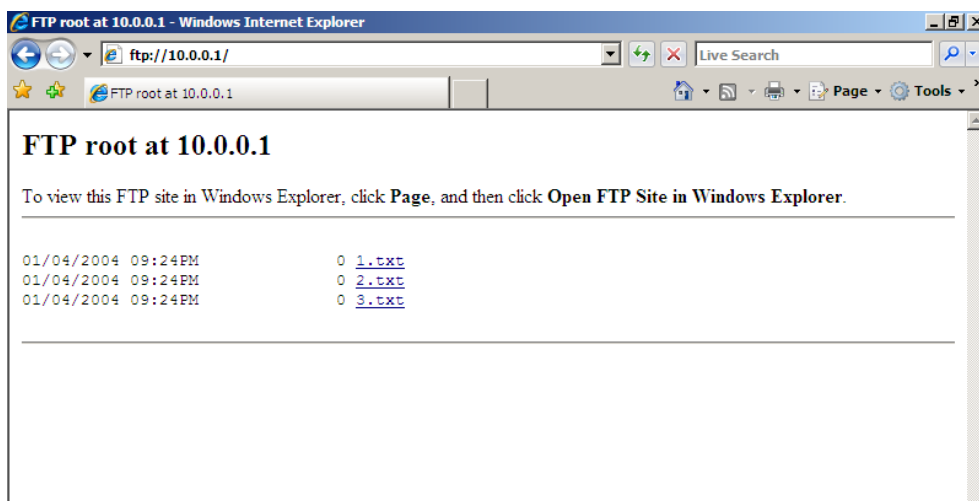 FTP root at 10.0.0.1 - Windows Internet Explorer
ftp://10.0.0.1/
Live Search
FTP root at 10.0.0.1
Page
Tools
FTP root at 10.0.0.1
To view this FTP site in Windows Explorer, click Page, and then click Open FTP Site in Windows Explorer.
01/04/2004 09:24PM 0 1.txt
01/04/2004 09:24PM 0 2.txt
01/04/2004 09:24PM 0 3.txt